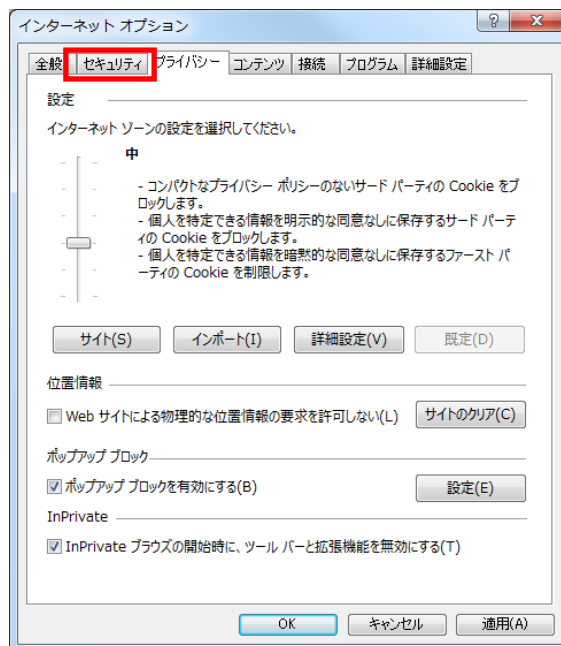 インターネット オプション
全般 セキュリティ プライバシー コンテンツ 接続 プログラム 詳細設定
設定
インターネット ゾーンの設定を選択してください。
中
- コンパクトなプライバシー ポリシーのないサード パーティの Cookie をブ
ロックします。
- 個人を特定できる情報を明示的な同意なしに保存するサード パーテ
ィの Cookie をブロックします。
- 個人を特定できる情報を暗黙的な同意なしに保存するファースト パ
ーティの Cookie を制限します。
サイト(S) インポート(I) 詳細設定(V) 既定(D)
位置情報
Web サイトによる物理的な位置情報の要求を許可しない(L) サイトのクリア(C)
ポップアップ ブロック
ポップアップ ブロックを有効にする(B) 設定(E)
InPrivate
InPrivate ブラウズの開始時に、ツール バーと拡張機能を無効にする(T)
OK キャンセル 適用(A)